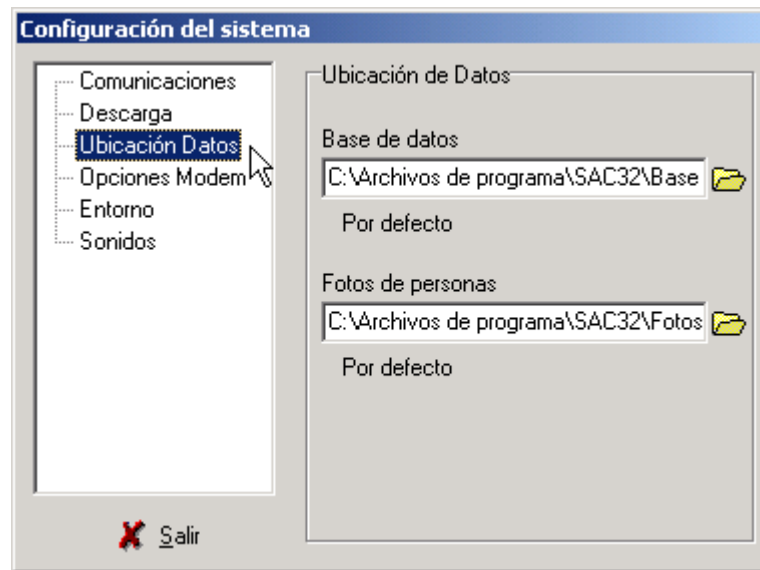 Configuración del sistema
Comunicaciones
Descarga
Ubicación Datos
Opciones Modem
Entorno
Sonidos
Salir
Ubicación de Datos
Base de datos
C:\Archivos de programa\SAC32\Base
Por defecto
Fotos de personas
C:\Archivos de programa\SAC32\Fotos
Por defecto